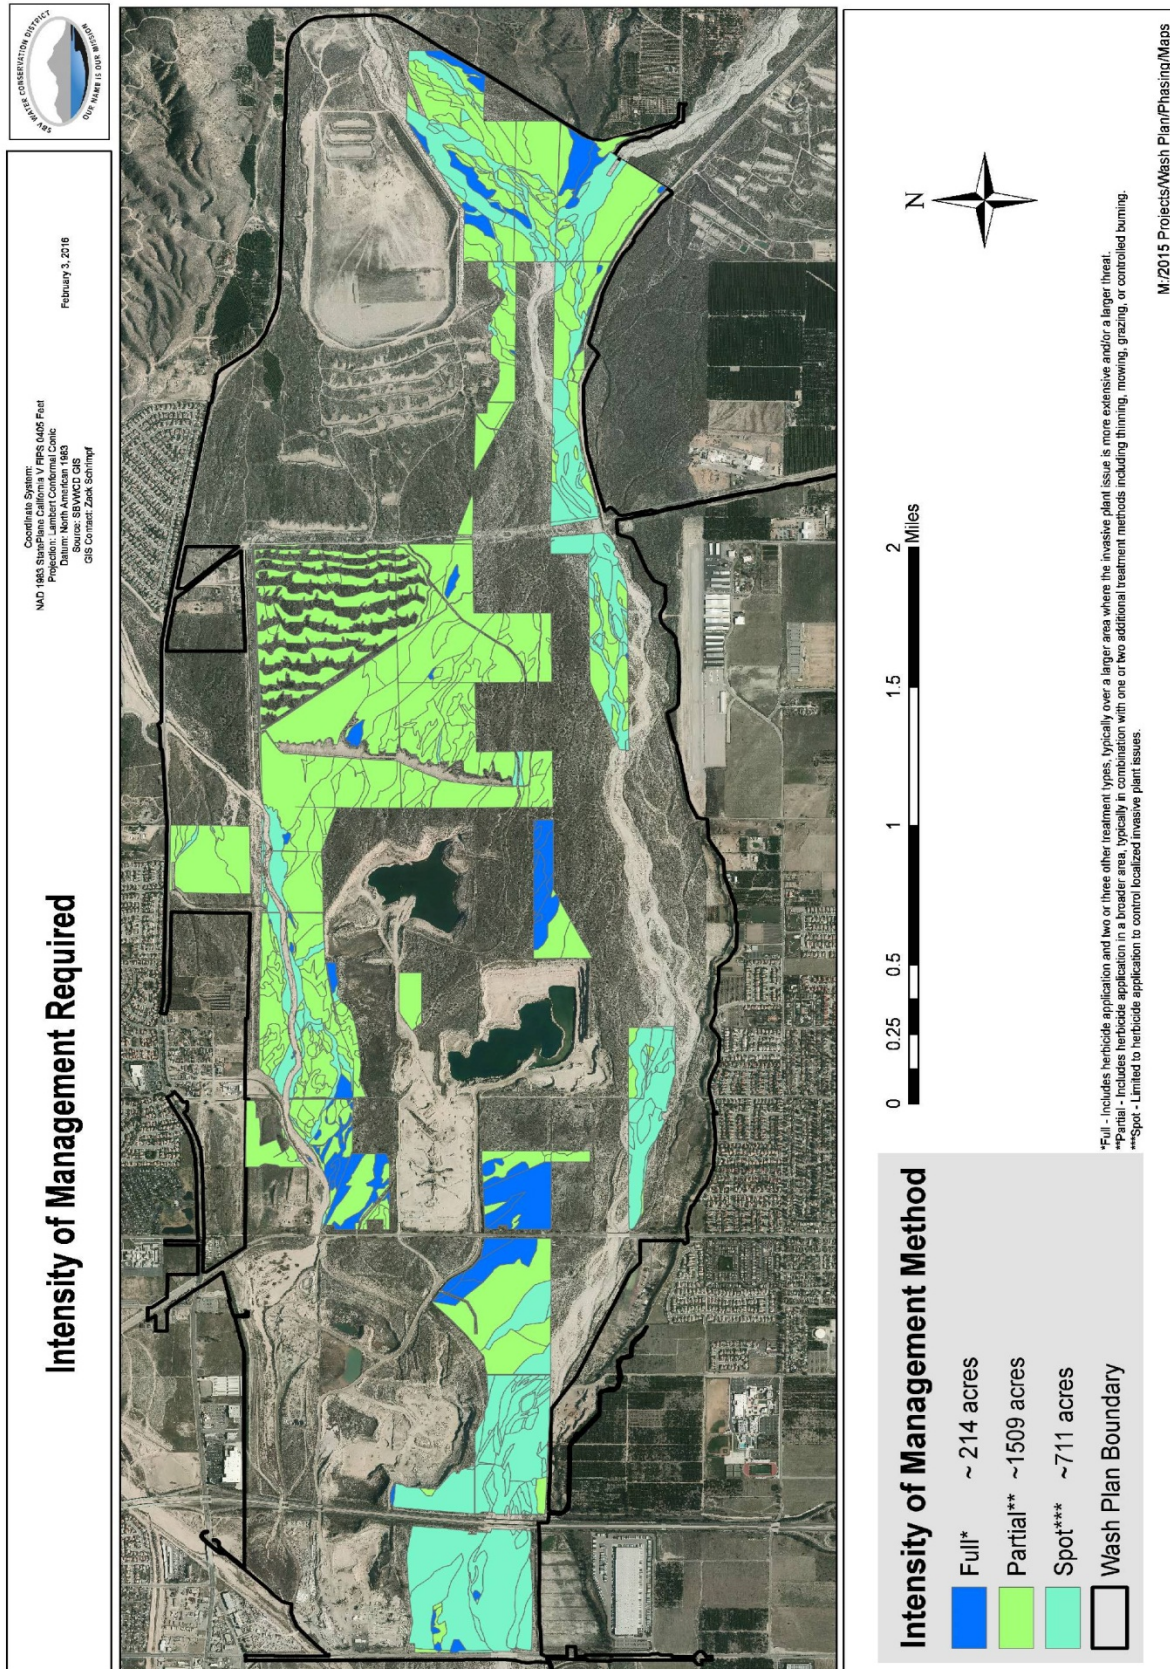 Intensity of Management Required
Coordinate System:
NAD 1983 StatePlane California V FIPS 0405 Feet
Projection: Lambert Conformal Conic
Datum: North American 1983
Source: SBVWCD GIS
GIS Contact: Zack Schrimpf
February 3, 2016
SBV WATER CONSERVATION DISTRICT
OUR NAME IS OUR MISSION
Intensity of Management Method
Full* ~ 214 acres
Partial** ~1509 acres
Spot*** ~711 acres
Wash Plan Boundary
0 0.25 0.5 1 1.5 2
Miles
N
*Full - Includes herbicide application and two or three other treatment types, typically over a larger area where the invasive plant issue is more extensive and/or a larger threat.
**Partial - Includes herbicide application in a broader area, typically in combination with one or two additional treatment methods including thinning, mowing, grazing, or controlled burning.
***Spot - Limited to herbicide application to control localized invasive plant issues.
M:/2015 Projects/Wash Plan/Phasing/Maps